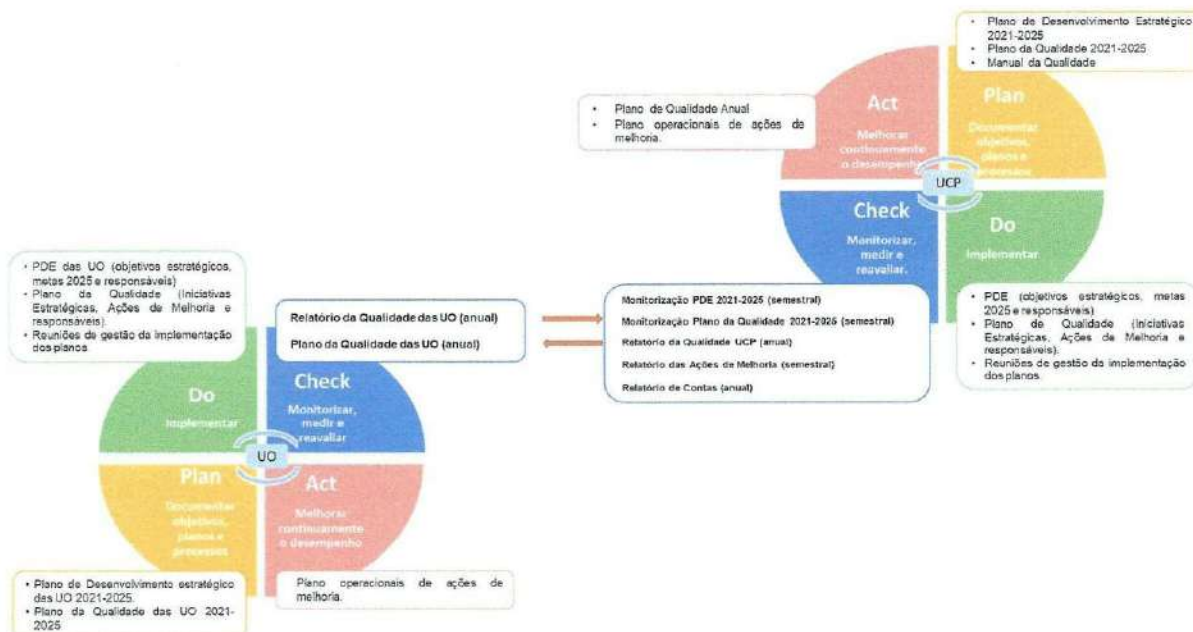 • Plano de Desenvolvimento Estratégico
2021-2025
• Plano da Qualidade 2021-2025
• Manual da Qualidade
• Plano de Qualidade Anual
• Plano operacionais de ações de
melhoria.
Act
Melhorar
continuamente
o desempenho
Plan
Documentar
objetivos,
planos e
processos
UCP
Check
Monitorizar,
medir e
reavaliar.
Do
Implementar
• PDE (objetivos estratégicos, metas
2025 e responsáveis)
• Plano de Qualidade (Iniciativas
Estratégicas, Ações de Melhoria e
responsáveis).
• Reuniões de gestão da implementação
dos planos.
Monitorização PDE 2021-2025 (semestral)
Monitorização Plano da Qualidade 2021-2025 (semestral)
Relatório da Qualidade UCP (anual)
Relatório das Ações de Melhoria (semestral)
Relatório de Contas (anual)
• PDE das UO (objetivos estratégicos,
metas 2025 e responsáveis)
• Plano da Qualidade (Iniciativas
Estratégicas, Ações de Melhoria e
responsáveis).
• Reuniões de gestão da implementação
dos planos
Relatório da Qualidade das UO (anual)
Plano da Qualidade das UO (anual)
Do
Implementar
Check
Monitorizar,
medir e
reavaliar
UO
Plan
Documentar
objetivos,
planos e
processos
Act
Melhorar
continuamente
o desempenho
• Plano de Desenvolvimento estratégico
das UO 2021-2025.
• Plano da Qualidade das UO 2021-
2025
Plano operacionais de ações de
melhoria.